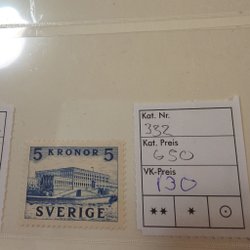 5 KRONOR 5
SVERIGE
Kat. Nr.
332
Kat. Preis
650
VK-Preis
130
** * ⊙